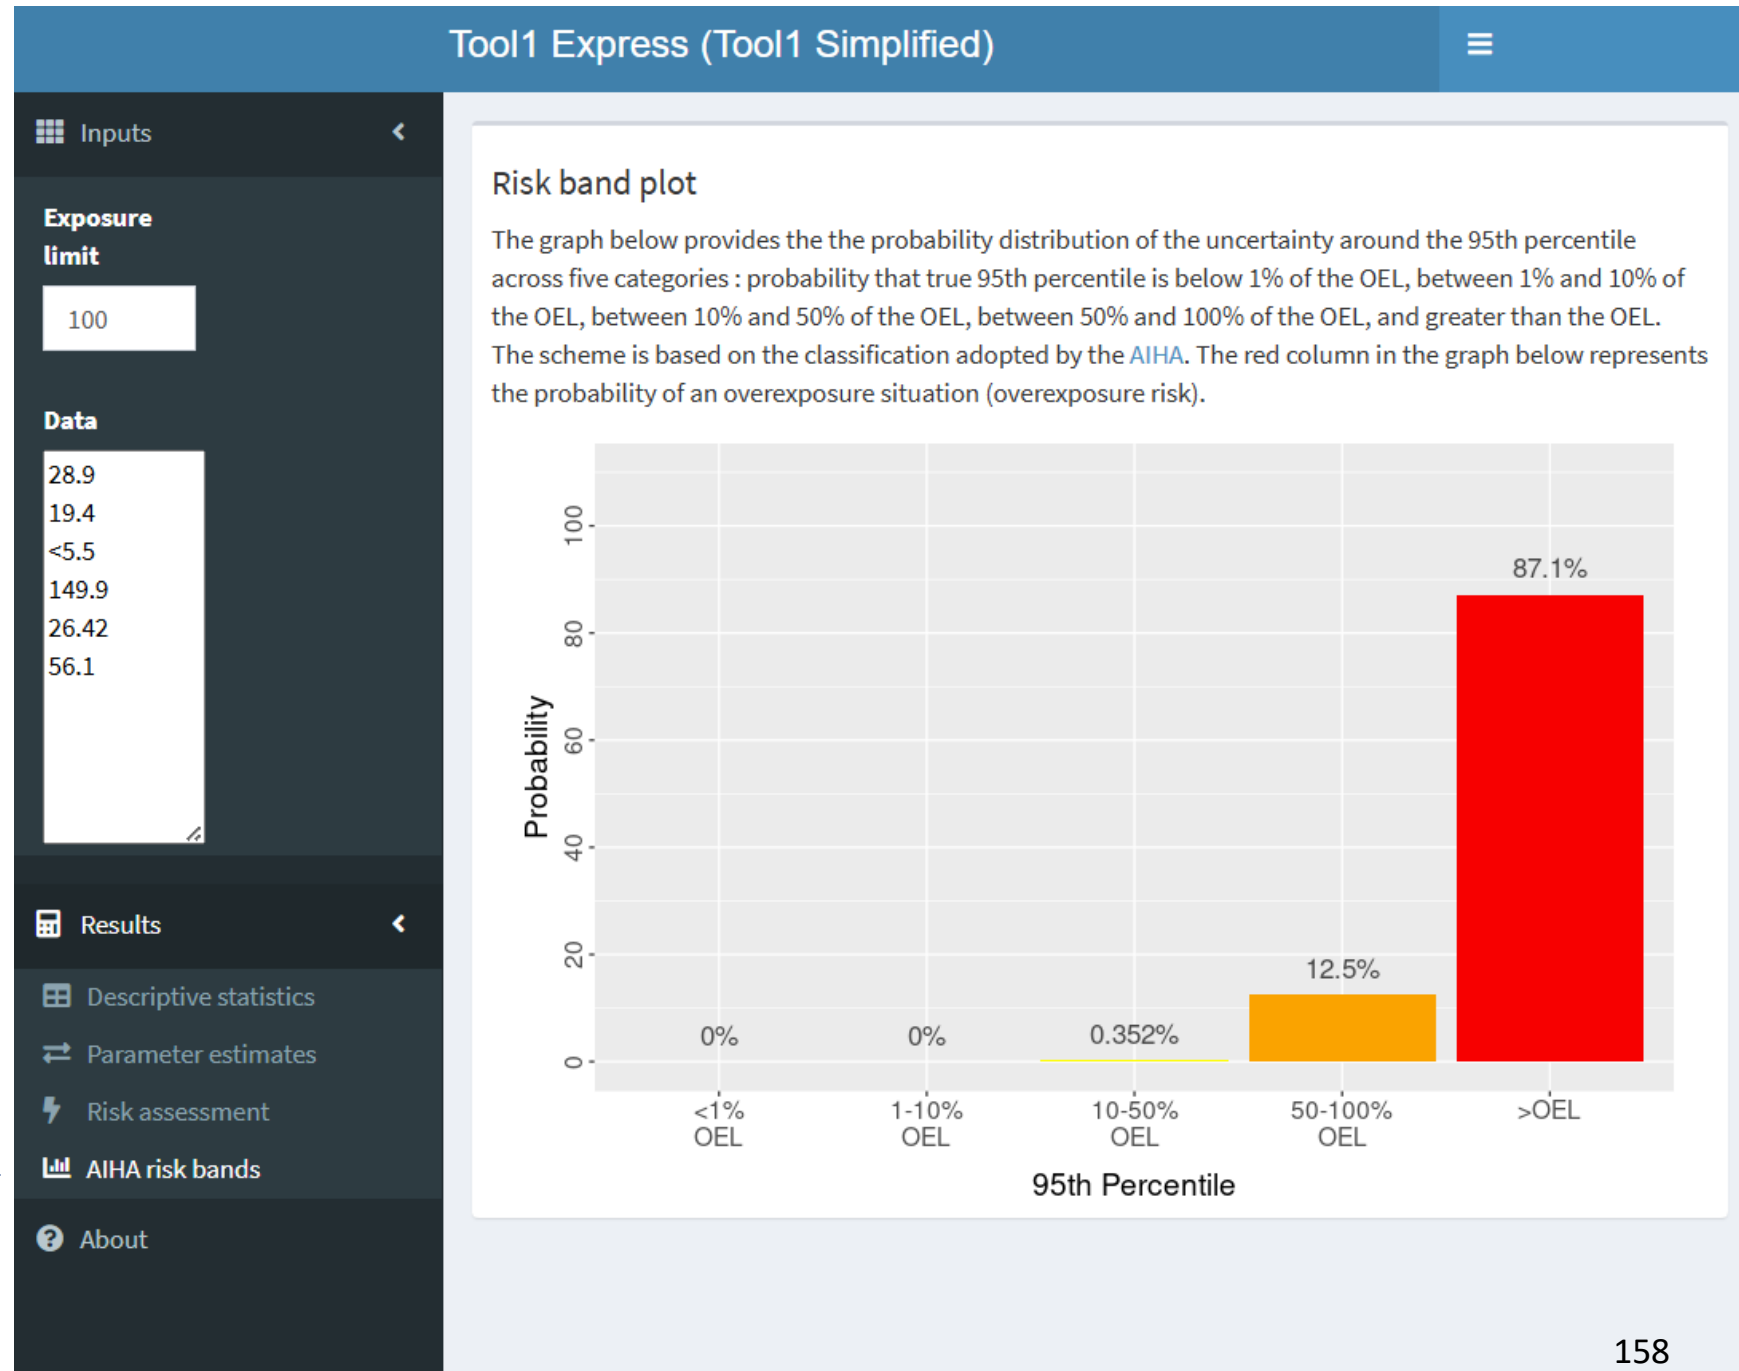 Tool1 Express (Tool1 Simplified)
Inputs
Exposure
limit
100
Data
28.9
19.4
<5.5
149.9
26.42
56.1
Results
Descriptive statistics
Parameter estimates
Risk assessment
AIHA risk bands
About
Risk band plot
The graph below provides the the probability distribution of the uncertainty around the 95th percentile
across five categories : probability that true 95th percentile is below 1% of the OEL, between 1% and 10% of
the OEL, between 10% and 50% of the OEL, between 50% and 100% of the OEL, and greater than the OEL.
The scheme is based on the classification adopted by the AIHA. The red column in the graph below represents
the probability of an overexposure situation (overexposure risk).
Probability
100
80
60
40
20
0
0%
0%
0.352%
12.5%
87.1%
<1%
OEL
1-10%
OEL
10-50%
OEL
50-100%
OEL
>OEL
95th Percentile
158